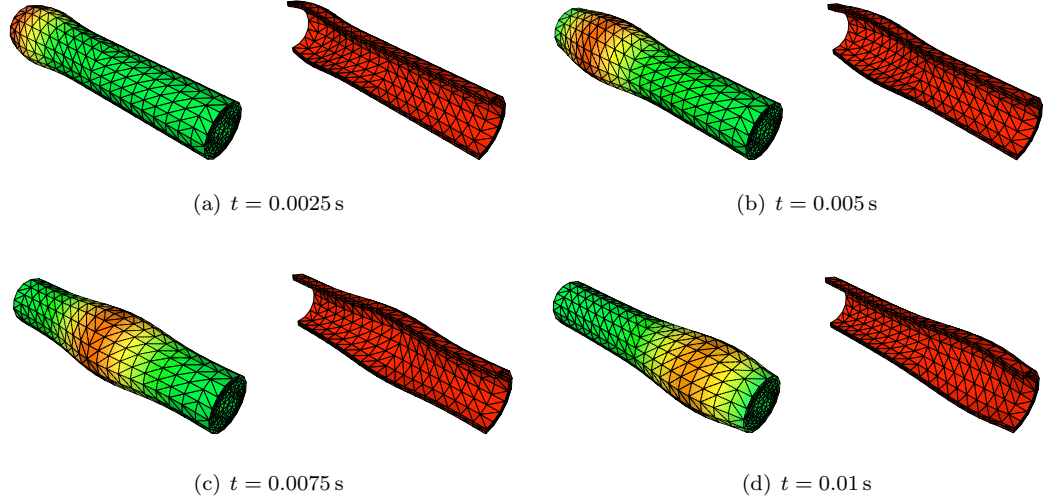 (a) t = 0.0025 s
(b) t = 0.005 s
(c) t = 0.0075 s
(d) t = 0.01 s